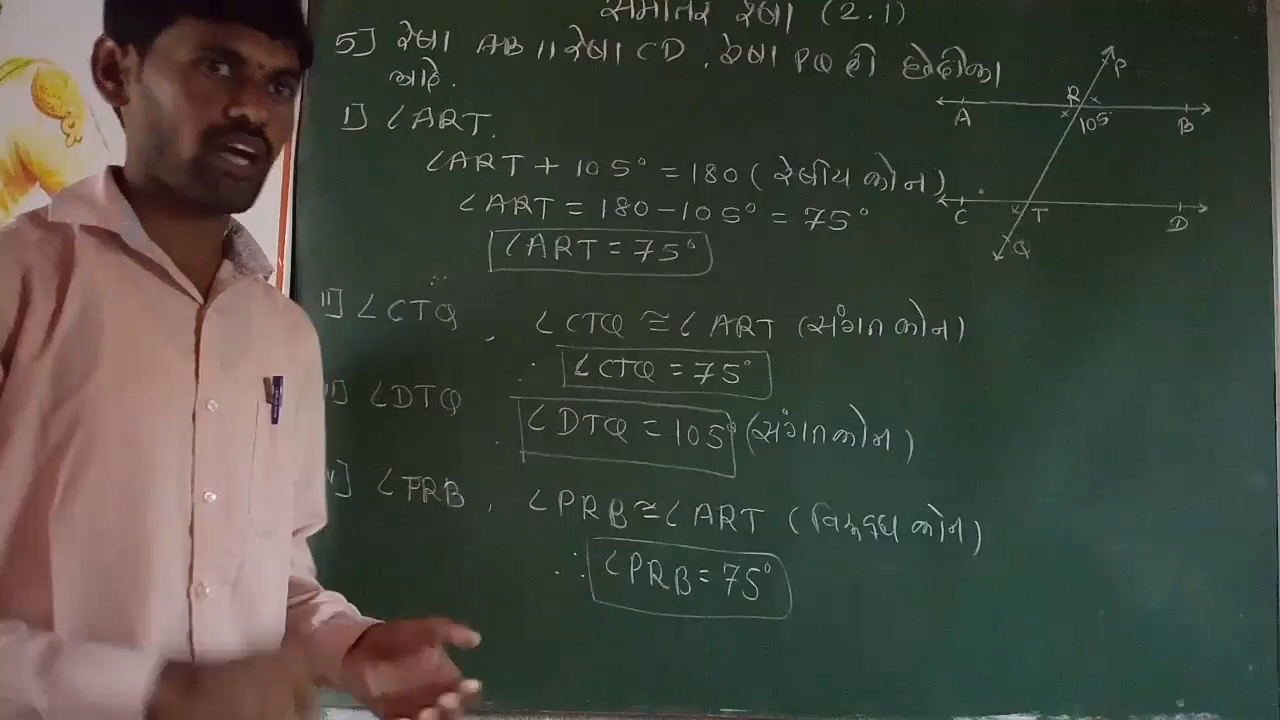 समांतर रेषा (2.1)
5] रेषा AB || रेषा CD . रेषा PQ ही छेदीका
आहे.
i] ∠ART.
∠ART + 105° = 180 (रेषीय कोन)
∠ART = 180 – 105° = 75°
∠ART = 75°
ii] ∠CTQ , ∠CTQ ≅ ∠ART (संगत कोन)
∴ ∠CTQ = 75°
∠DTQ . ∠DTQ = 105° (संगत कोन)
∠PRB , ∠PRB ≅ ∠ART (विरुद्ध कोन)
∴ ∠PRB = 75°
P
R x
A x 105° B
C x T D
Q